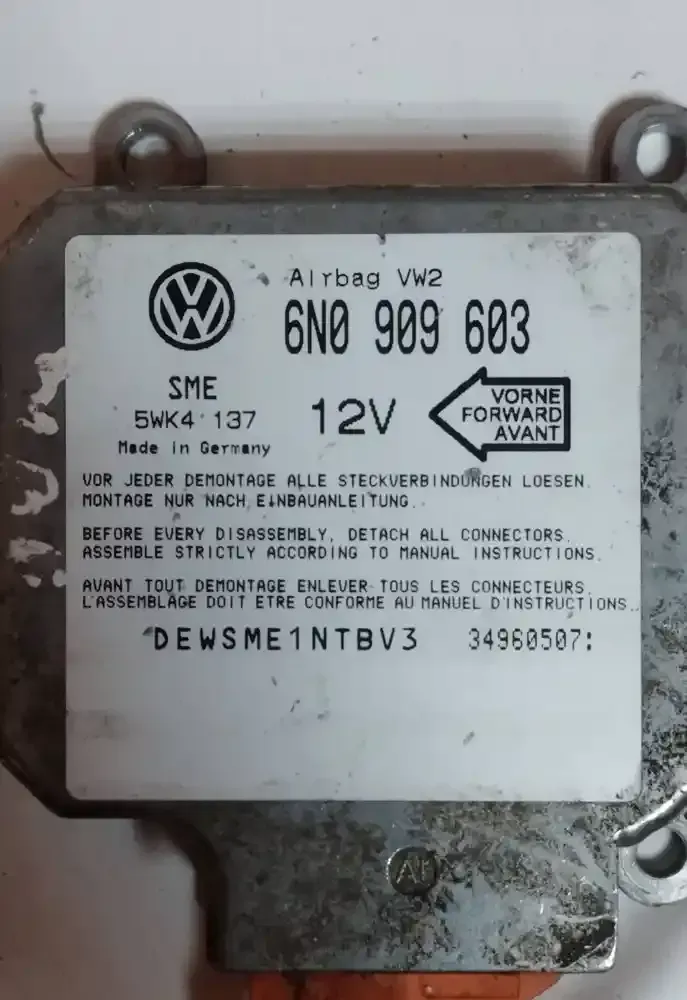 Airbag VW2
6N0 909 603
SME
5WK4 137
Made in Germany
12V
VORNE
FORWARD
AVANT
VOR JEDER DEMONTAGE ALLE STECKVERBINDUNGEN LOESEN.
MONTAGE NUR NACH EINBAUANLEITUNG.
BEFORE EVERY DISASSEMBLY, DETACH ALL CONNECTORS.
ASSEMBLE STRICTLY ACCORDING TO MANUAL INSTRUCTIONS.
AVANT TOUT DEMONTAGE ENLEVER TOUS LES CONNECTEURS.
L'ASSEMBLAGE DOIT ETRE CONFORME AU MANUEL D'INSTRUCTIONS.
DEWSME1NTBV3 34960507: